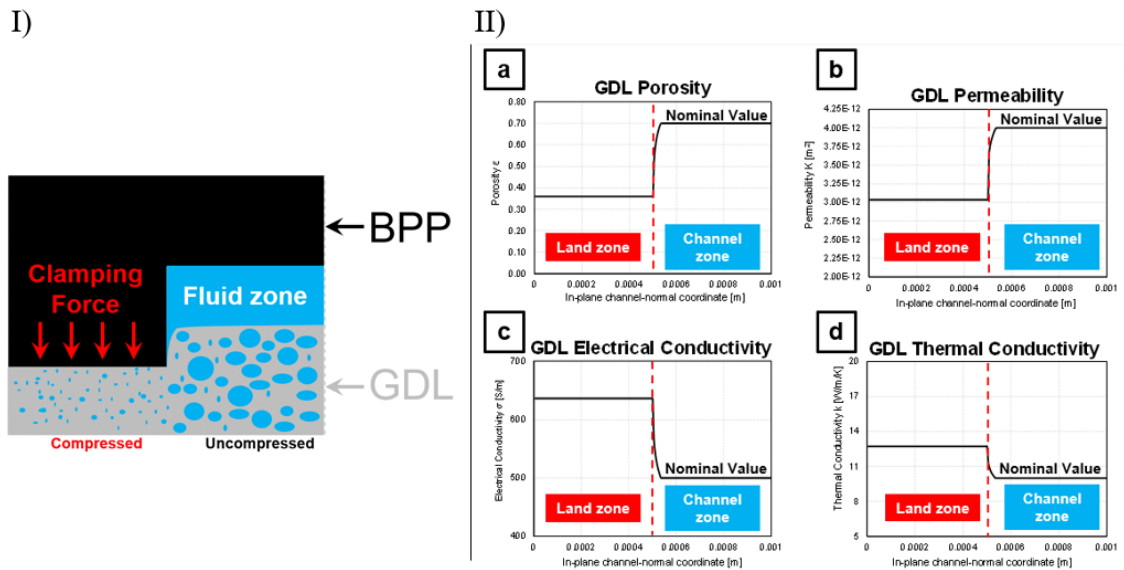 I)
II)
BPP
Clamping
Force
Fluid zone
GDL
Compressed
Uncompressed
a
GDL Porosity
0.80
0.70
0.60
0.50
0.40
0.30
0.20
0.10
0.00
Porosity ε
Nominal Value
Land zone
Channel
zone
0
0.0002
0.0004
0.0006
0.0008
0.001
In-plane channel-normal coordinate [m]
b
GDL Permeability
4.25E-12
4.00E-12
3.75E-12
3.50E-12
3.25E-12
3.00E-12
2.75E-12
2.50E-12
2.25E-12
2.00E-12
Permeability K [m²]
Nominal Value
Land zone
Channel
zone
0
0.0002
0.0004
0.0006
0.0008
0.001
In-plane channel-normal coordinate [m]
c
GDL Electrical Conductivity
700
600
500
400
Electrical Conductivity σ [S/m]
Nominal Value
Land zone
Channel
zone
0
0.0002
0.0004
0.0006
0.0008
0.001
In-plane channel-normal coordinate [m]
d
GDL Thermal Conductivity
20
19
17
15
13
11
9
8
6
5
Thermal Conductivity k [W/m/K]
Nominal Value
Land zone
Channel
zone
0
0.0002
0.0004
0.0006
0.0008
0.001
In-plane channel-normal coordinate [m]